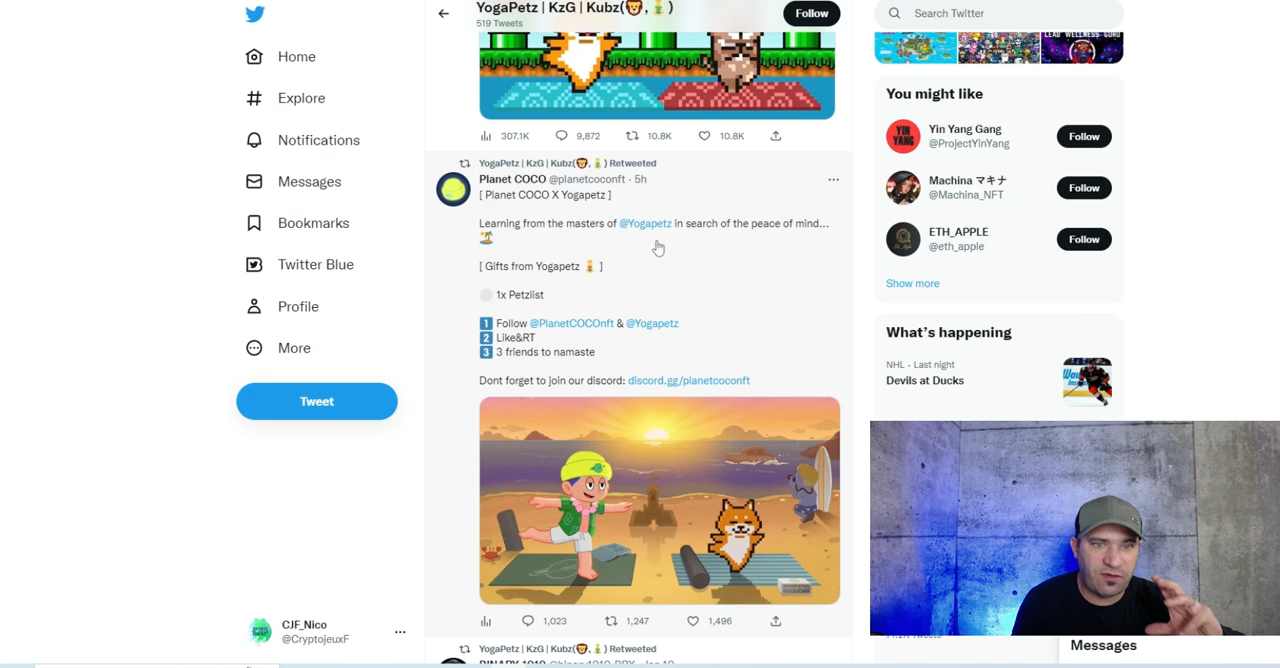 Home
Explore
Notifications
Messages
Bookmarks
Twitter Blue
Profile
More
Tweet
CJF_Nico
@CryptojeuxF
YogaPetz | KzG | Kubz(🦁,🧘)
519 Tweets
Follow
307.1K 9,872 10.8K 10.8K
YogaPetz | KzG | Kubz(🦁,🧘) Retweeted
Planet COCO @planetcoconft · 5h
[ Planet COCO X Yogapetz ]
Learning from the masters of @Yogapetz in search of the peace of mind...
🏝️
[ Gifts from Yogapetz 🧘 ]
⚪ 1x Petzlist
1️⃣ Follow @PlanetCOCOnft & @Yogapetz
2️⃣ Like&RT
3️⃣ 3 friends to namaste
Dont forget to join our discord: discord.gg/planetcoconft
1,023 1,247 1,496
YogaPetz | KzG | Kubz(🦁,🧘) Retweeted
Search Twitter
LEAD WELLNESS GURU
You might like
YIN YANG
Yin Yang Gang
@ProjectYinYang
Follow
Machina マキナ
@Machina_NFT
Follow
ETH_APPLE
@eth_apple
Follow
Show more
What's happening
NHL · Last night
Devils at Ducks
Messages